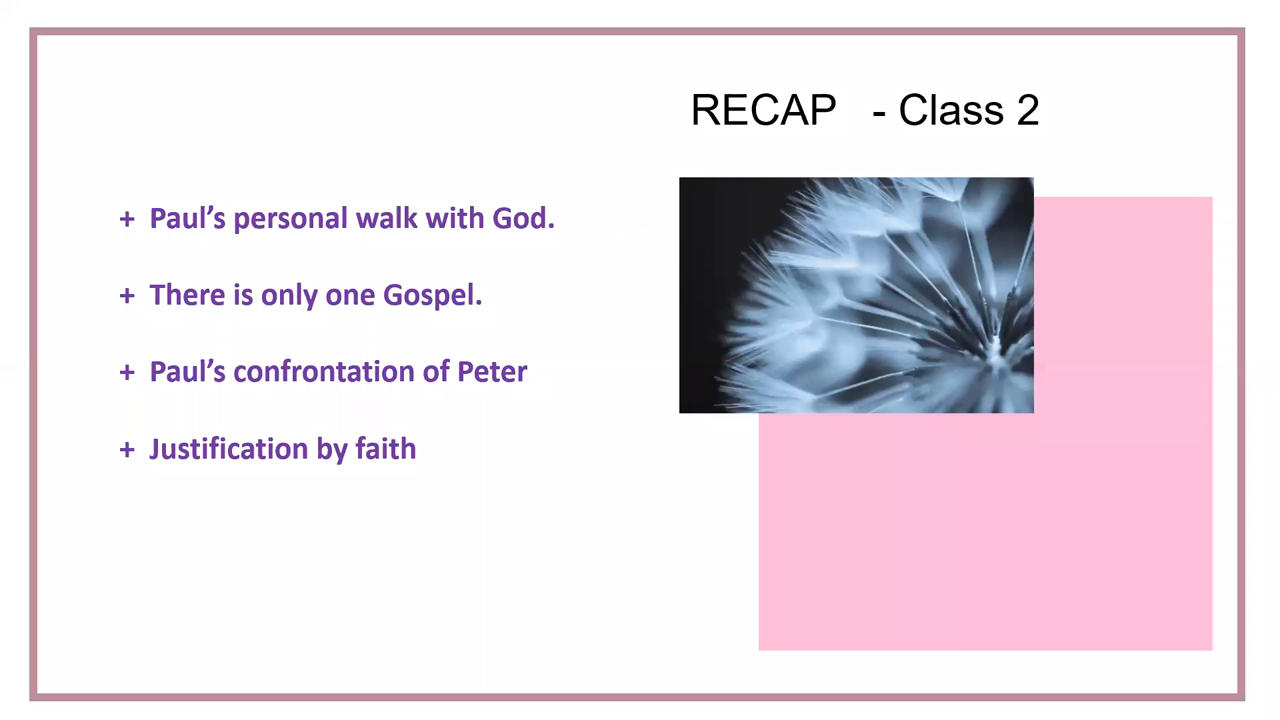 RECAP - Class 2
+ Paul’s personal walk with God.
+ There is only one Gospel.
+ Paul’s confrontation of Peter
+ Justification by faith